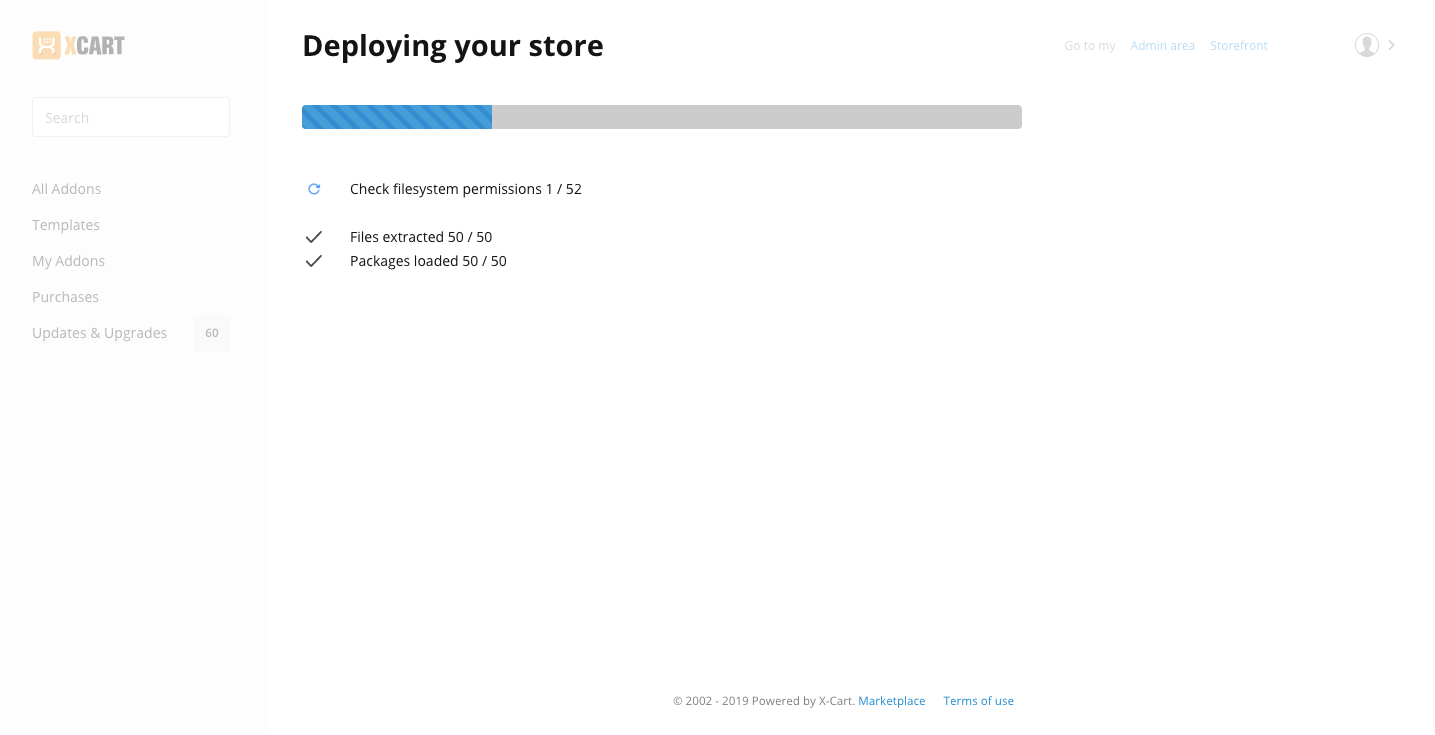 XCART
Deploying your store
Go to my Admin area Storefront
Search
All Addons
Templates
My Addons
Purchases
Updates & Upgrades 60
Check filesystem permissions 1 / 52
Files extracted 50 / 50
Packages loaded 50 / 50
© 2002 - 2019 Powered by X-Cart. Marketplace Terms of use